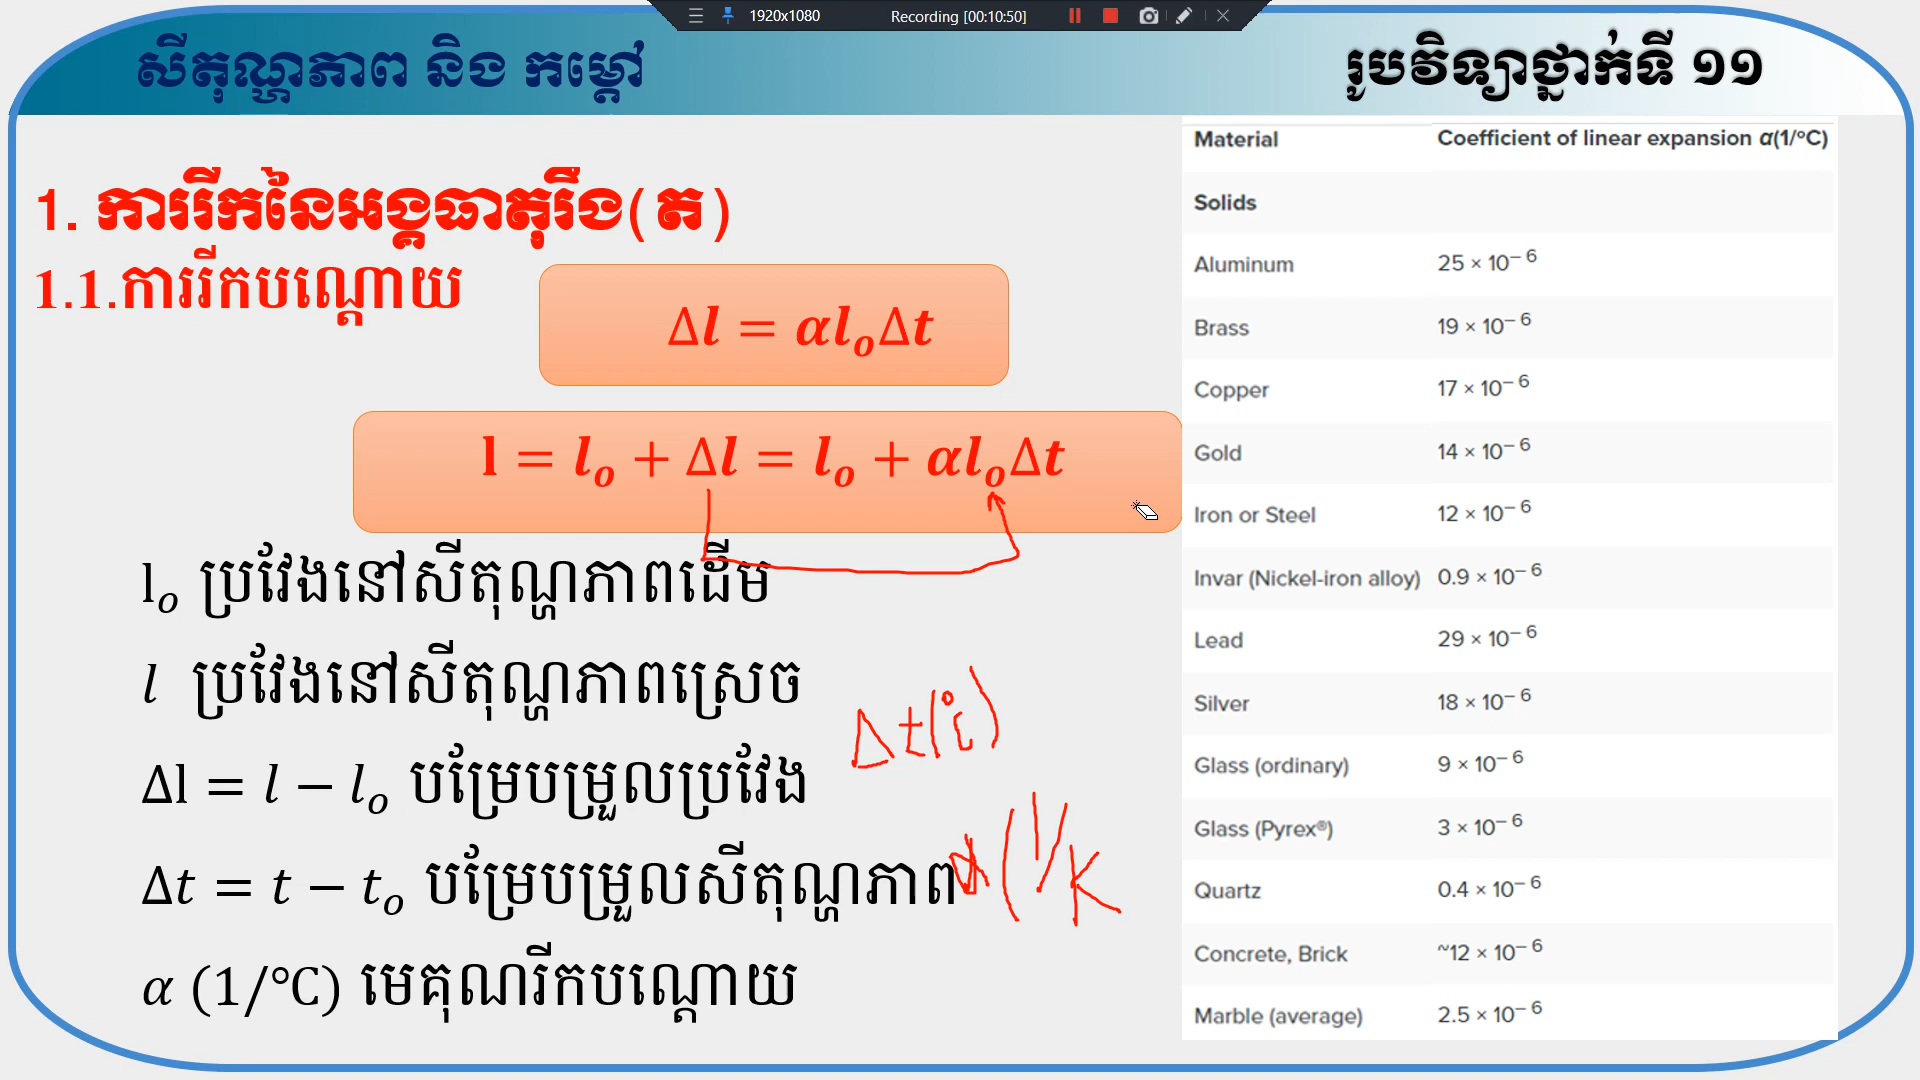 1920x1080
Recording [00:10:50]
សីតុណ្ហភាព និង កម្ដៅ
រូបវិទ្យាថ្នាក់ទី ១១
1. ការរីកនៃអង្គធាតុរឹង(ត)
1.1.ការរីកបណ្ដោយ
Δl = αlₒΔt
l = lₒ + Δl = lₒ + αlₒΔt
lₒ ប្រវែងនៅសីតុណ្ហភាពដើម
l ប្រវែងនៅសីតុណ្ហភាពស្រេច
Δl = l − lₒ បម្រែបម្រួលប្រវែង
Δt(°c)
Δt = t − tₒ បម្រែបម្រួលសីតុណ្ហភាព
α(1/K
α (1/°C) មេគុណរីកបណ្ដោយ
Material Coefficient of linear expansion α(1/°C)
Solids
Aluminum 25 × 10⁻⁶
Brass 19 × 10⁻⁶
Copper 17 × 10⁻⁶
Gold 14 × 10⁻⁶
Iron or Steel 12 × 10⁻⁶
Invar (Nickel-iron alloy) 0.9 × 10⁻⁶
Lead 29 × 10⁻⁶
Silver 18 × 10⁻⁶
Glass (ordinary) 9 × 10⁻⁶
Glass (Pyrex®) 3 × 10⁻⁶
Quartz 0.4 × 10⁻⁶
Concrete, Brick ~12 × 10⁻⁶
Marble (average) 2.5 × 10⁻⁶